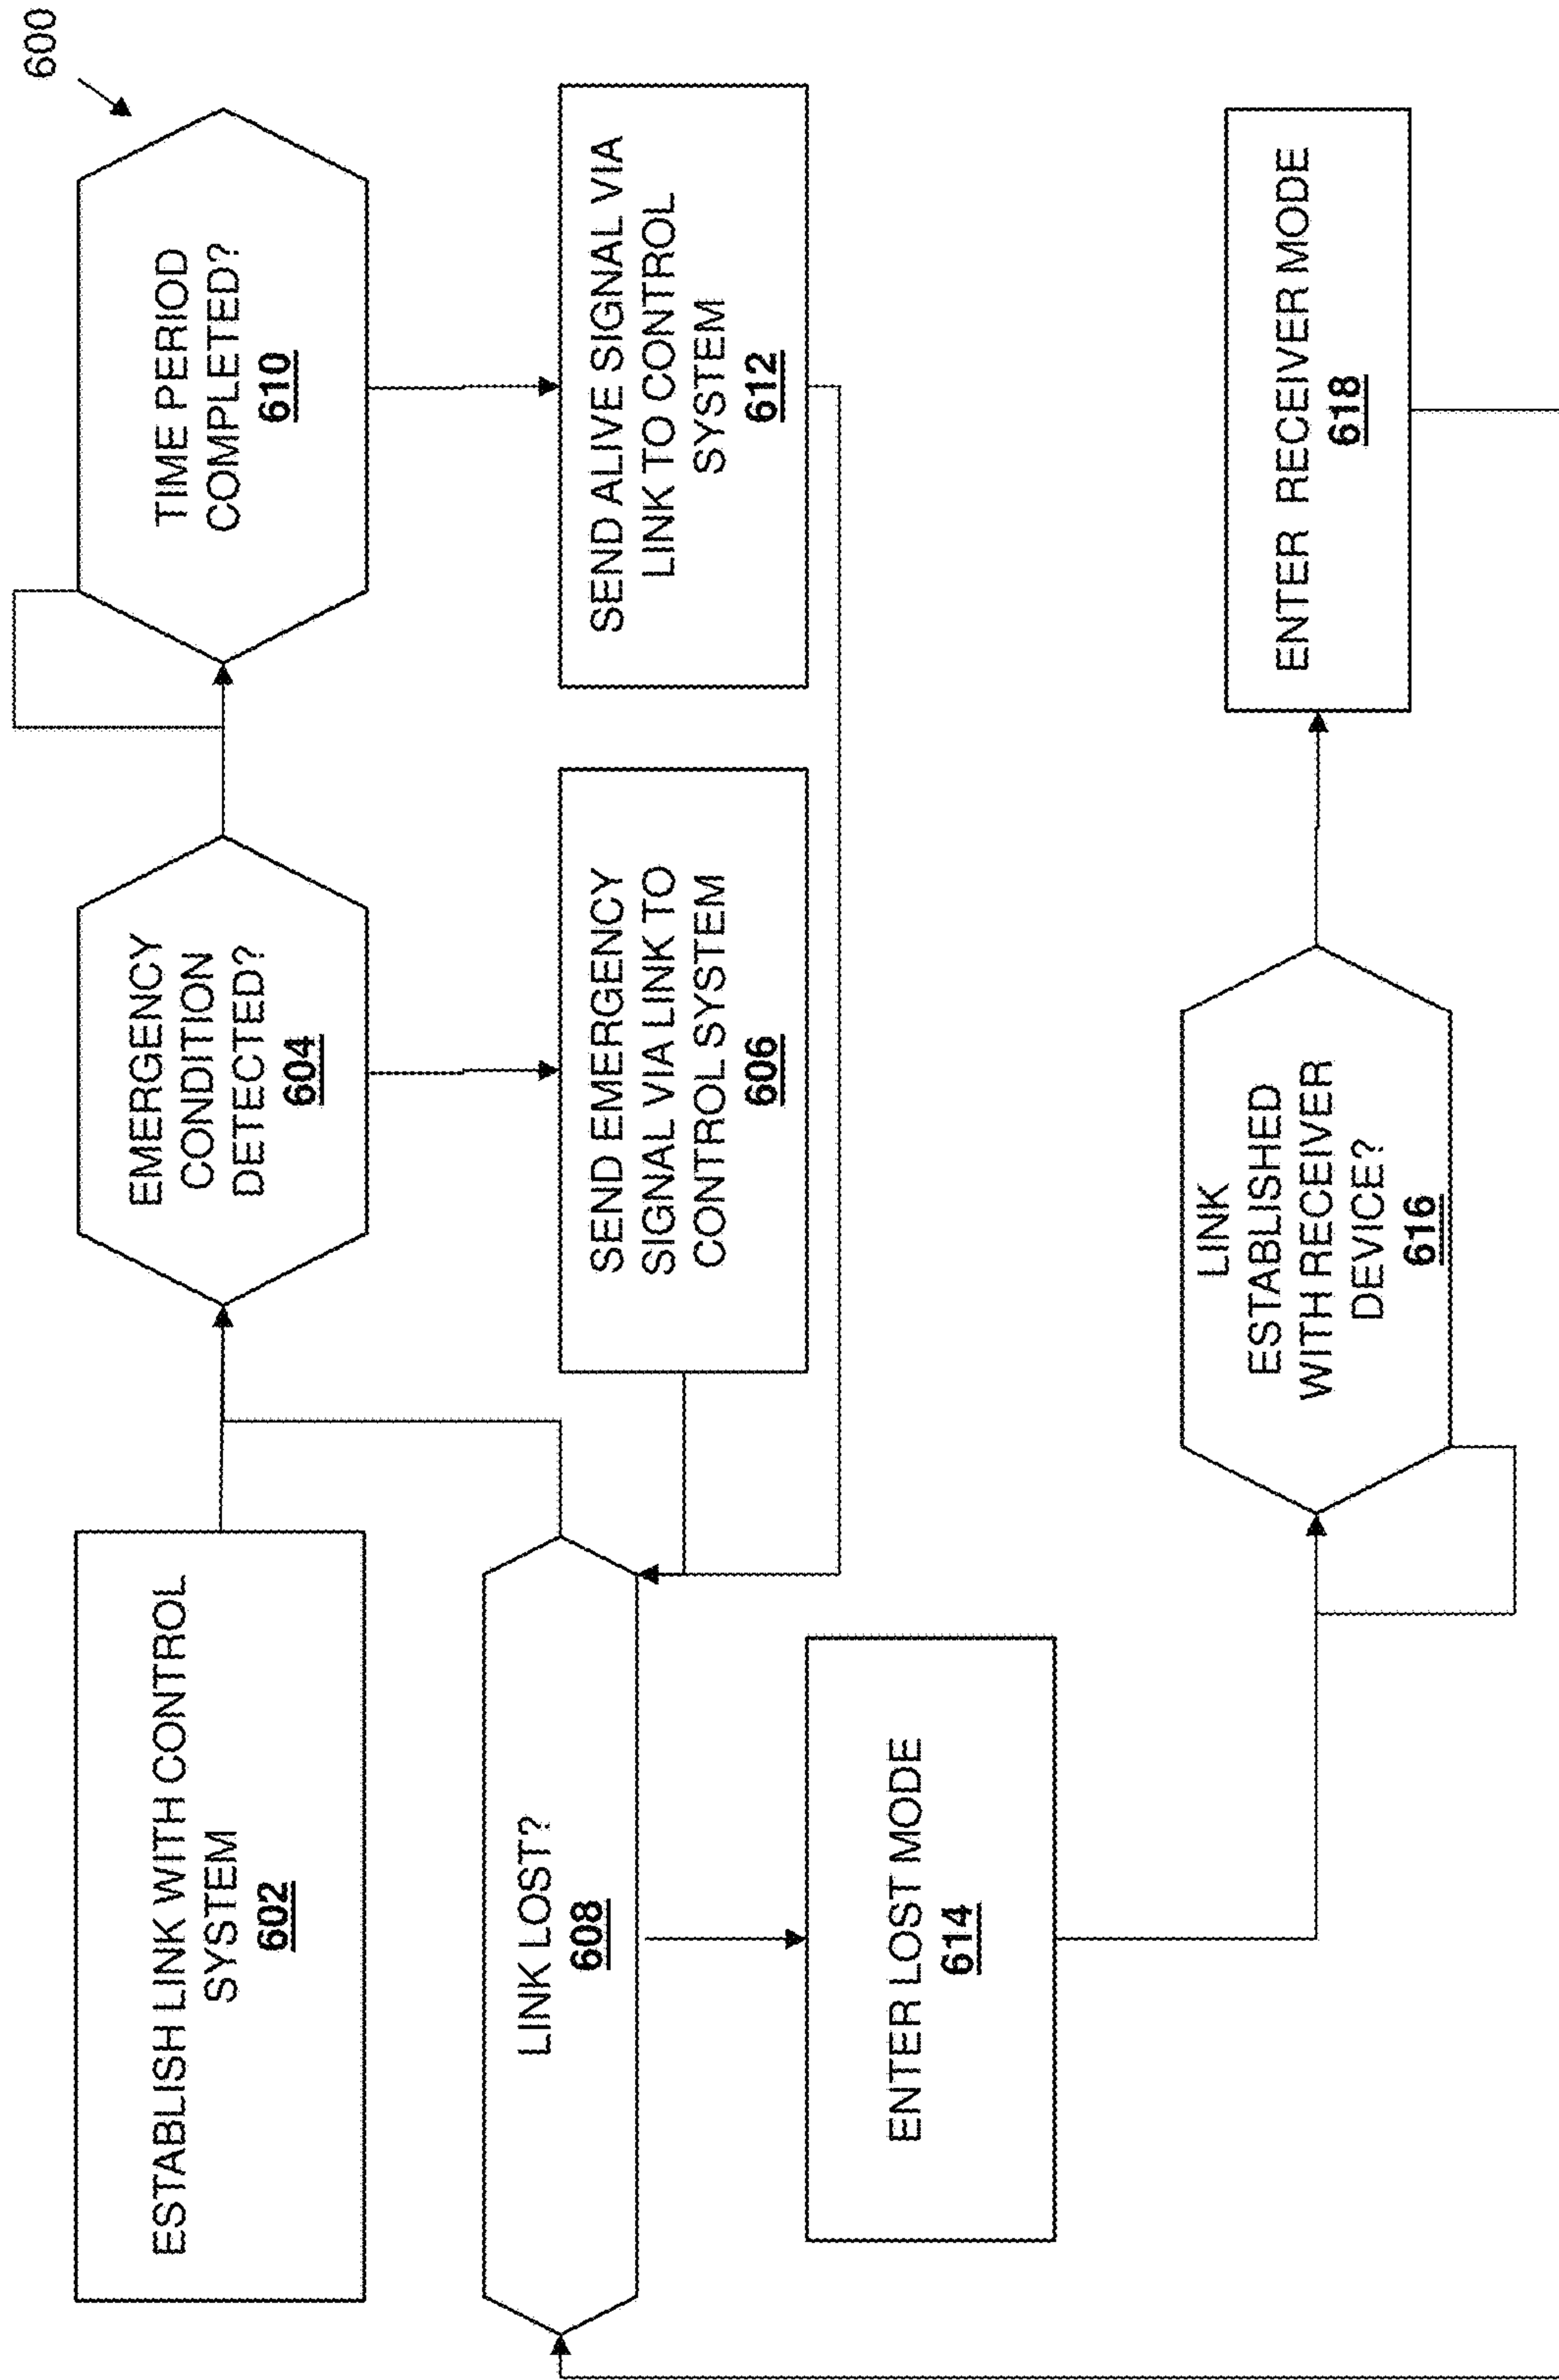 600
ESTABLISH LINK WITH CONTROL
SYSTEM
602
EMERGENCY
CONDITION
DETECTED?
604
TIME PERIOD
COMPLETED?
610
LINK LOST?
608
SEND EMERGENCY
SIGNAL VIA LINK TO
CONTROL SYSTEM
606
SEND ALIVE SIGNAL VIA
LINK TO CONTROL
SYSTEM
612
ENTER LOST MODE
614
LINK
ESTABLISHED
WITH RECEIVER
DEVICE?
616
ENTER RECEIVER MODE
618